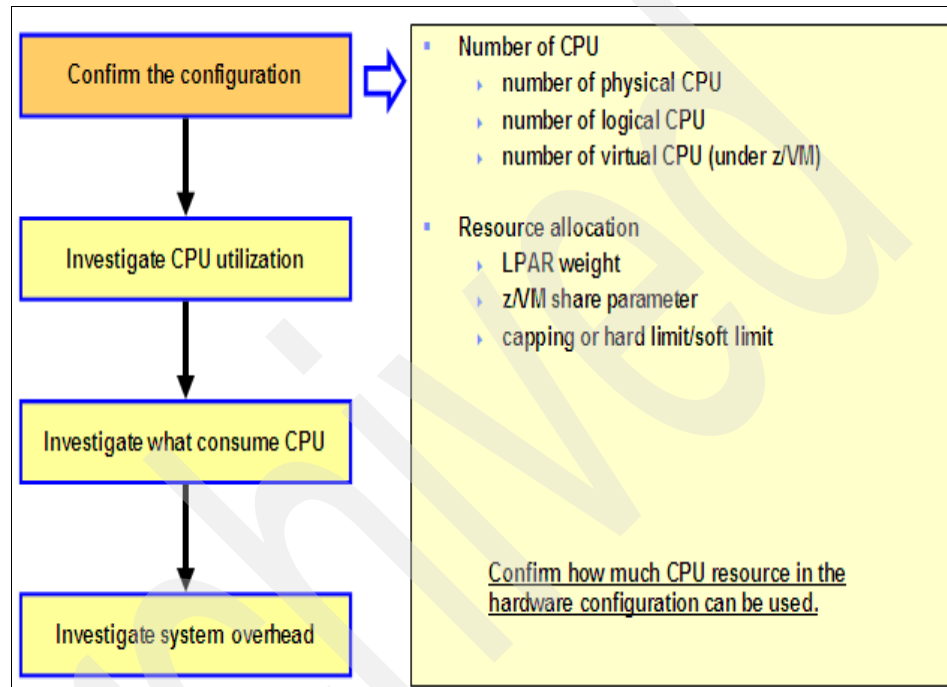 Confirm the configuration
Investigate CPU utilization
Investigate what consume CPU
Investigate system overhead
Number of CPU
number of physical CPU
number of logical CPU
number of virtual CPU (under z/VM)
Resource allocation
LPAR weight
z/VM share parameter
capping or hard limit/soft limit
Confirm how much CPU resource in the
hardware configuration can be used.